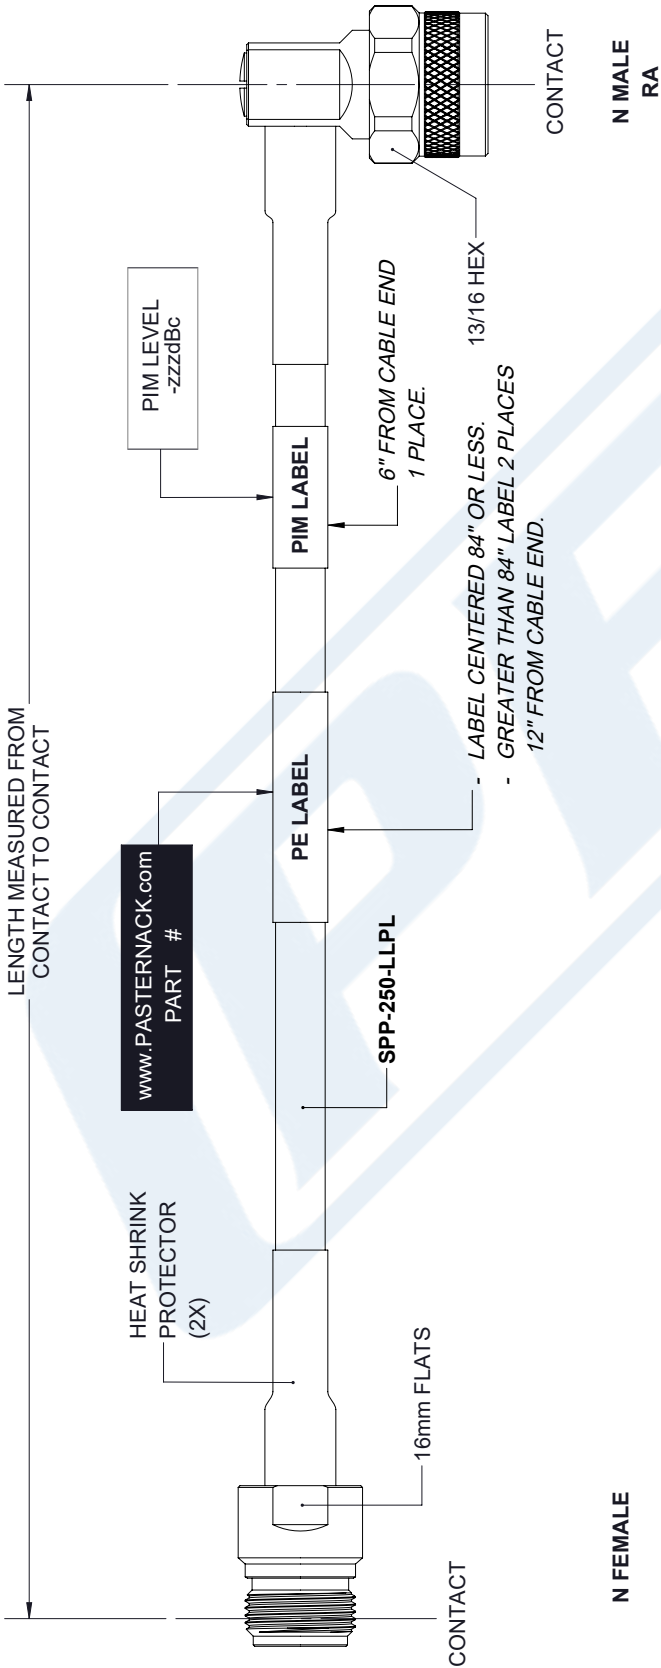 LENGTH MEASURED FROM
CONTACT TO CONTACT
www.PASTERNACK.com
PART #
PIM LEVEL
-zzzdBc
HEAT SHRINK
PROTECTOR
(2X)
PE LABEL
PIM LABEL
SPP-250-LLPL
6" FROM CABLE END
1 PLACE.
16mm FLATS
- LABEL CENTERED 84" OR LESS.
- GREATER THAN 84" LABEL 2 PLACES
12" FROM CABLE END.
13/16 HEX
CONTACT
CONTACT
N FEMALE
N MALE
RA